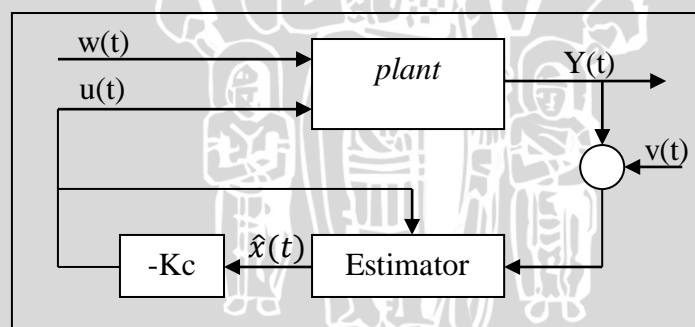 w(t)
plant
Y(t)
u(t)
v(t)
x̂(t)
-Kc
Estimator